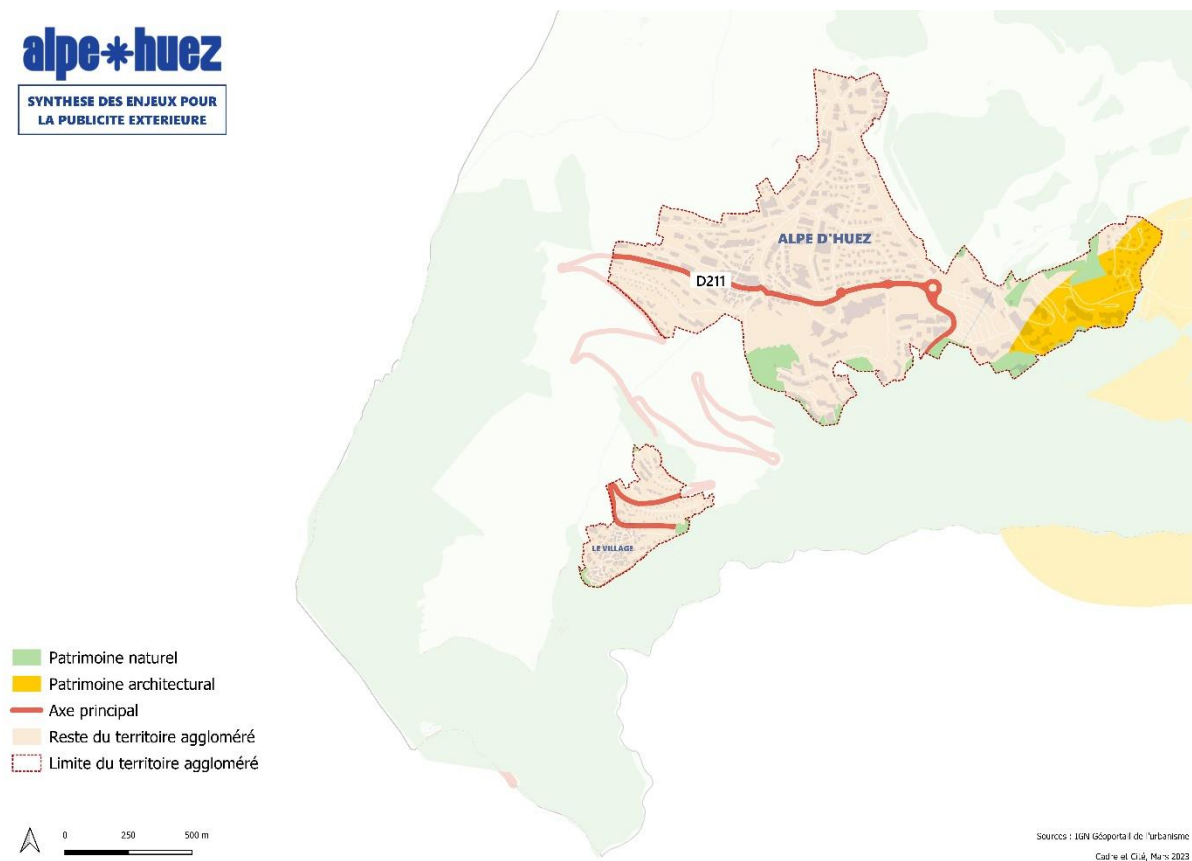 alpe*huez
SYNTHESE DES ENJEUX POUR
LA PUBLICITE EXTERIEURE
ALPE D'HUEZ
D211
LE VILLAGE
Patrimoine naturel
Patrimoine architectural
Axe principal
Reste du territoire aggloméré
Limite du territoire aggloméré
0 250 500 m
Sources : IGN Géoportail de l'urbanisme
Cadre et Cité, Mars 2023